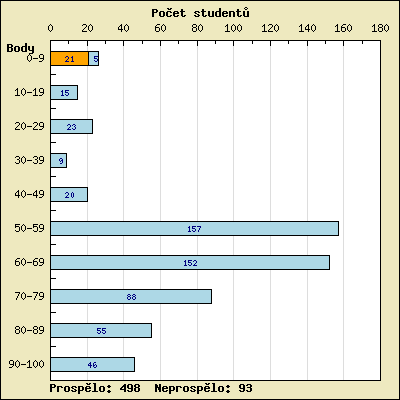 Počet studentů
0 20 40 60 80 100 120 140 160 180
Body
0-9 21 5
10-19 15
20-29 23
30-39 9
40-49 20
50-59 157
60-69 152
70-79 88
80-89 55
90-100 46
Prospělo: 498 Neprospělo: 93